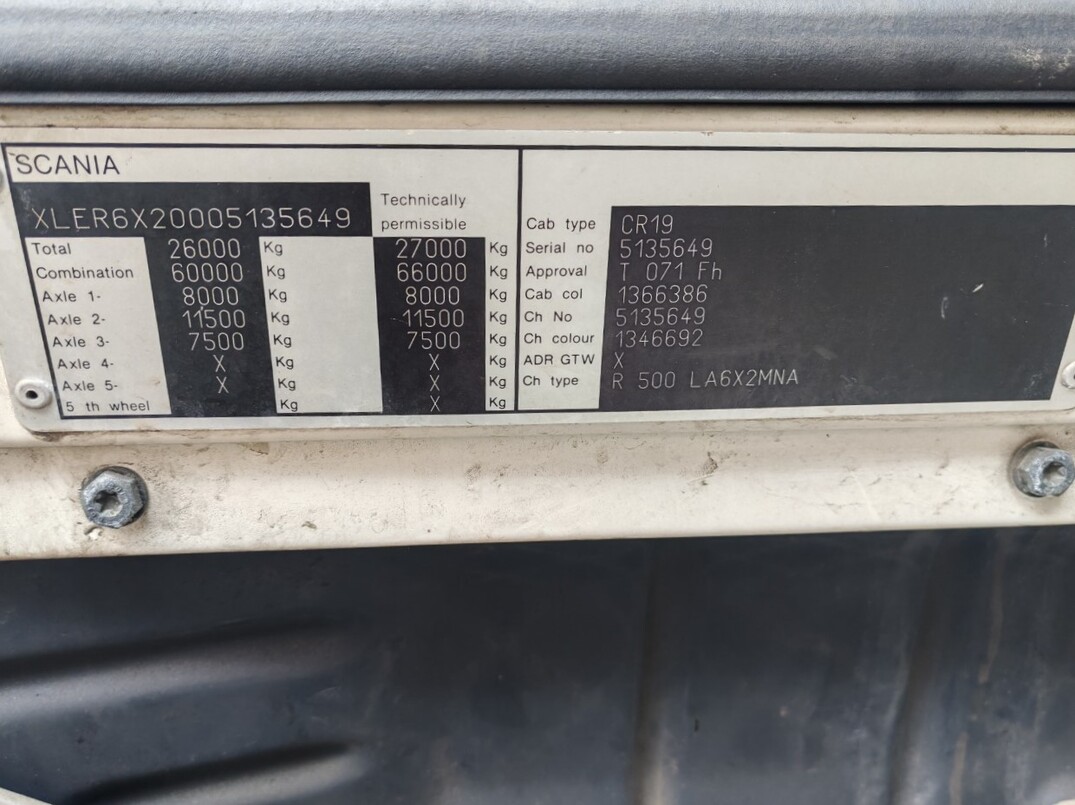 SCANIA
XLER6X20005135649
Technically
permissible
Total 26000 Kg 27000 Kg
Combination 60000 Kg 66000 Kg
Axle 1- 8000 Kg 8000 Kg
Axle 2- 11500 Kg 11500 Kg
Axle 3- 7500 Kg 7500 Kg
Axle 4- X Kg X Kg
Axle 5- X Kg X Kg
5 th wheel Kg X Kg
Cab type CR19
Serial no 5135649
Approval T 071 Fh
Cab col 1366386
Ch No 5135649
Ch colour 1346692
ADR GTW X
Ch type R 500 LA6X2MNA